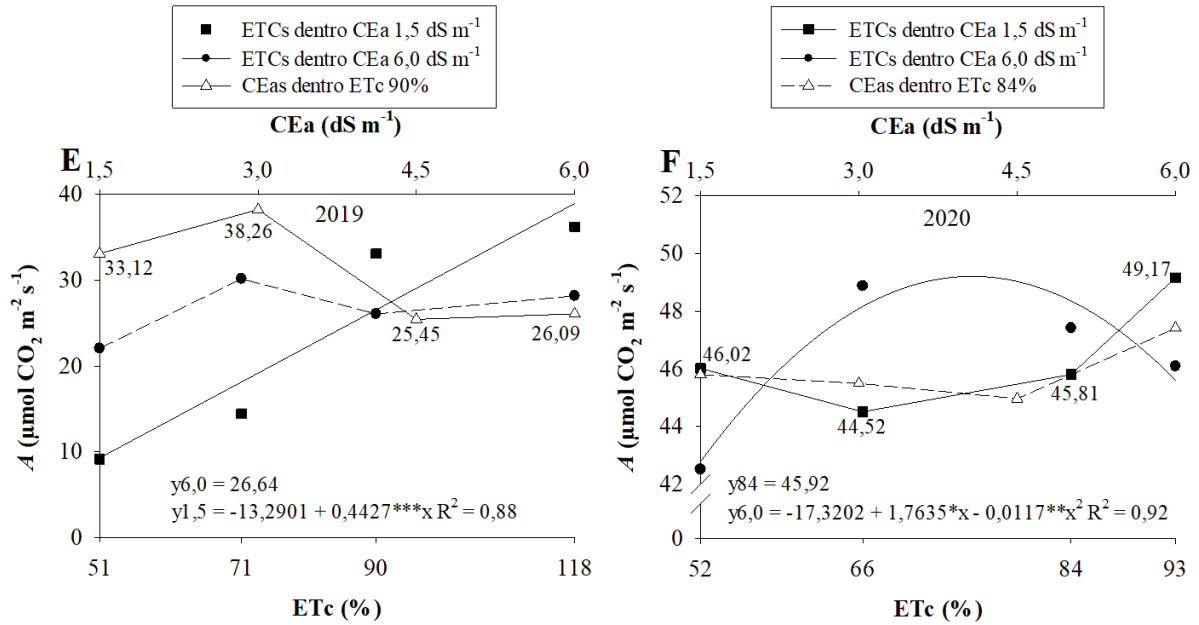 ETCs dentro CEa 1,5 dS m⁻¹
ETCs dentro CEa 6,0 dS m⁻¹
CEas dentro ETc 90%
CEa (dS m⁻¹)
E
1,5 3,0 4,5 6,0
2019
40
30
20
10
0
A (µmol CO₂ m⁻² s⁻¹)
33,12
38,26
25,45
26,09
y6,0 = 26,64
y1,5 = -13,2901 + 0,4427***x R² = 0,88
51 71 90 118
ETc (%)
ETCs dentro CEa 1,5 dS m⁻¹
ETCs dentro CEa 6,0 dS m⁻¹
CEas dentro ETc 84%
CEa (dS m⁻¹)
F
1,5 3,0 4,5 6,0
2020
52
50
48
46
44
42
0
A (µmol CO₂ m⁻² s⁻¹)
46,02
44,52
45,81
49,17
y84 = 45,92
y6,0 = -17,3202 + 1,7635*x - 0,0117**x² R² = 0,92
52 66 84 93
ETc (%)